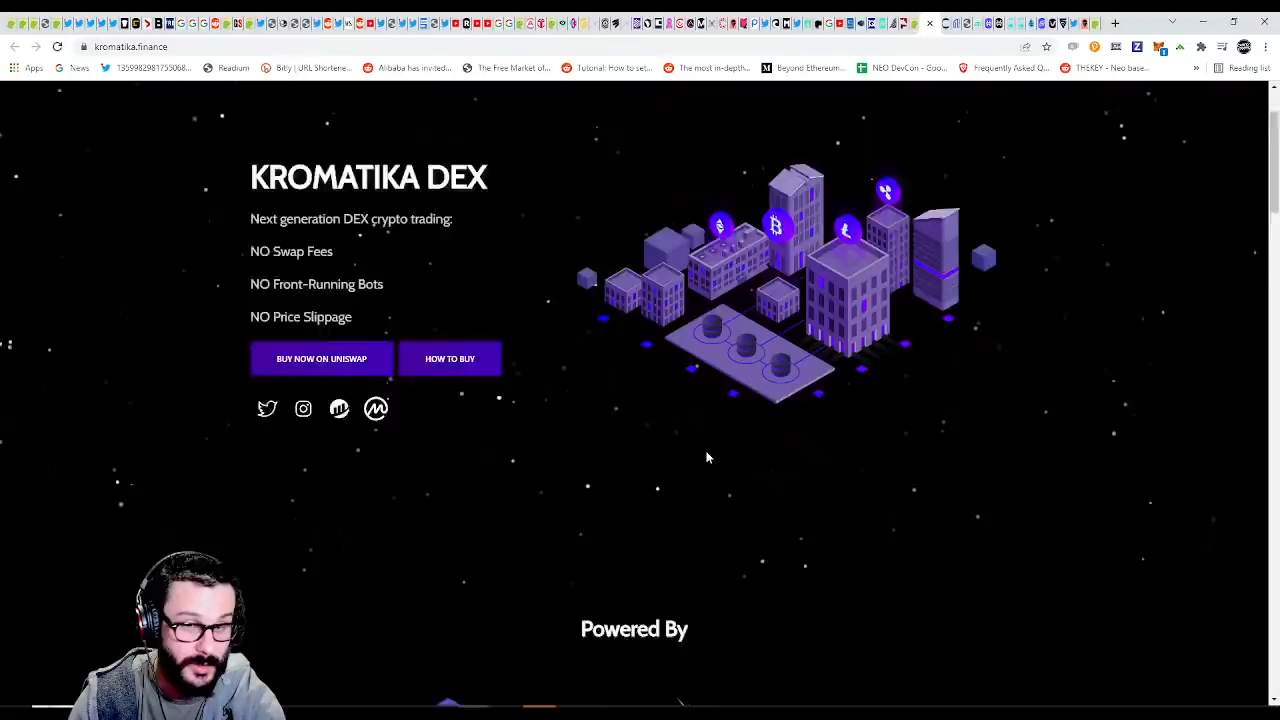 kromatika.finance
Apps
News
1359982981755068...
Readium
Bitly | URL Shortene...
Alibaba has invited...
The Free Market of...
Tutorial: How to set...
The most in-depth...
Beyond Ethereum...
NEO DevCon - Goo...
Frequently Asked Q...
THEKEY - Neo base...
»
Reading list
KROMATIKA DEX
Next generation DEX crypto trading:
NO Swap Fees
NO Front-Running Bots
NO Price Slippage
BUY NOW ON UNISWAP
HOW TO BUY
Powered By